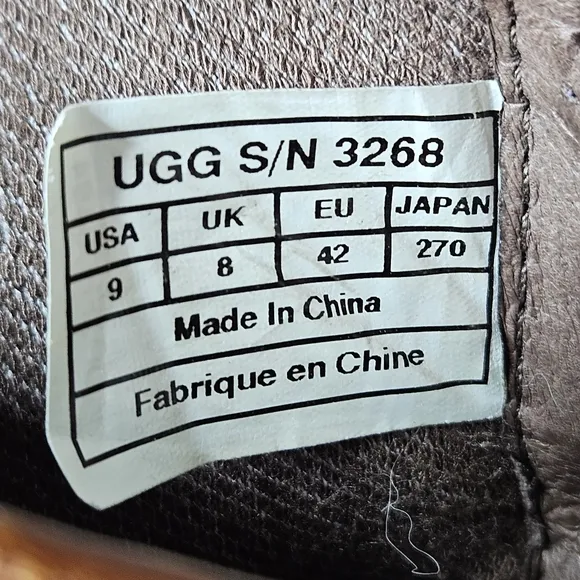 UGG S/N 3268
USA UK EU JAPAN
9 8 42 270
Made In China
Fabrique en Chine